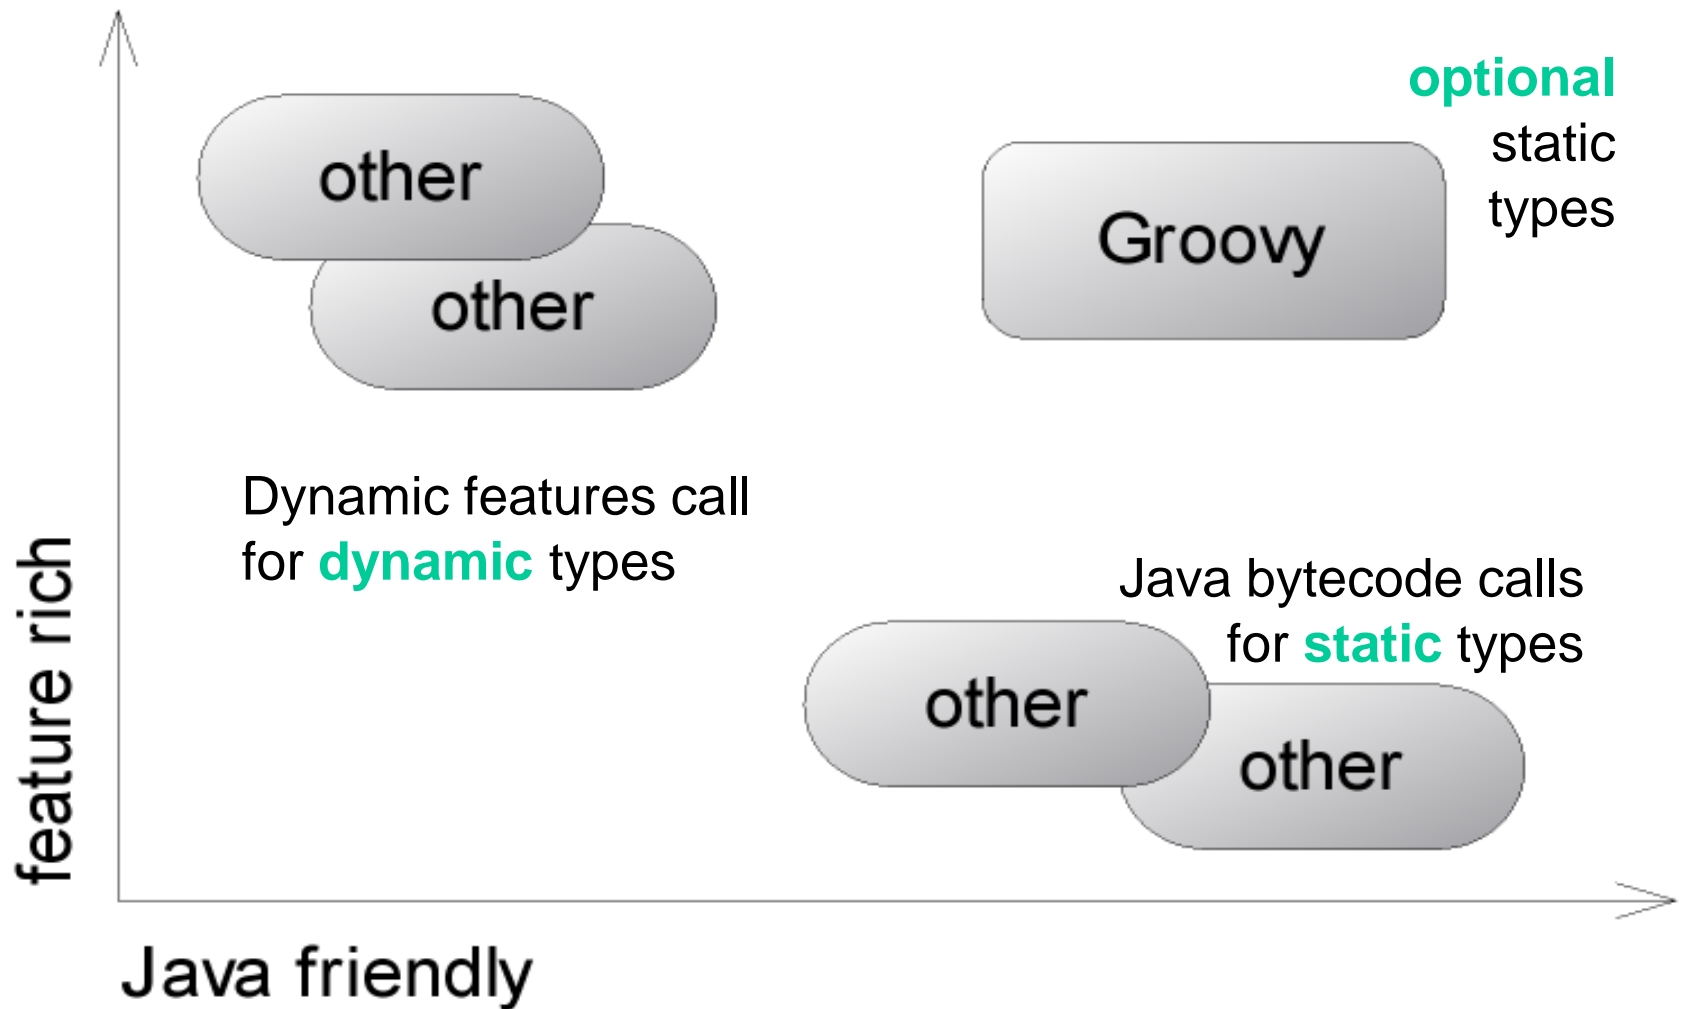 optional
static
types
other
Groovy
other
Dynamic features call
for dynamic types
Java bytecode calls
for static types
other
other
feature rich
Java friendly